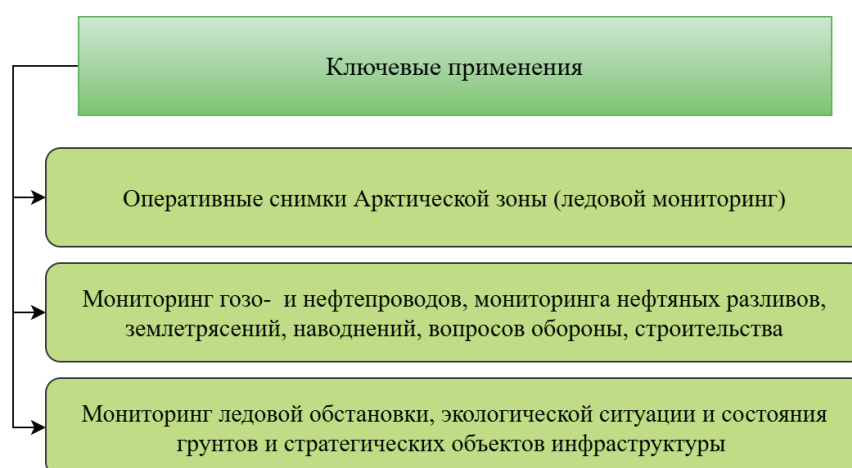 Ключевые применения
Оперативные снимки Арктической зоны (ледовой мониторинг)
Мониторинг гозо- и нефтепроводов, мониторинга нефтяных разливов,
землетрясений, наводнений, вопросов обороны, строительства
Мониторинг ледовой обстановки, экологической ситуации и состояния
грунтов и стратегических объектов инфраструктуры